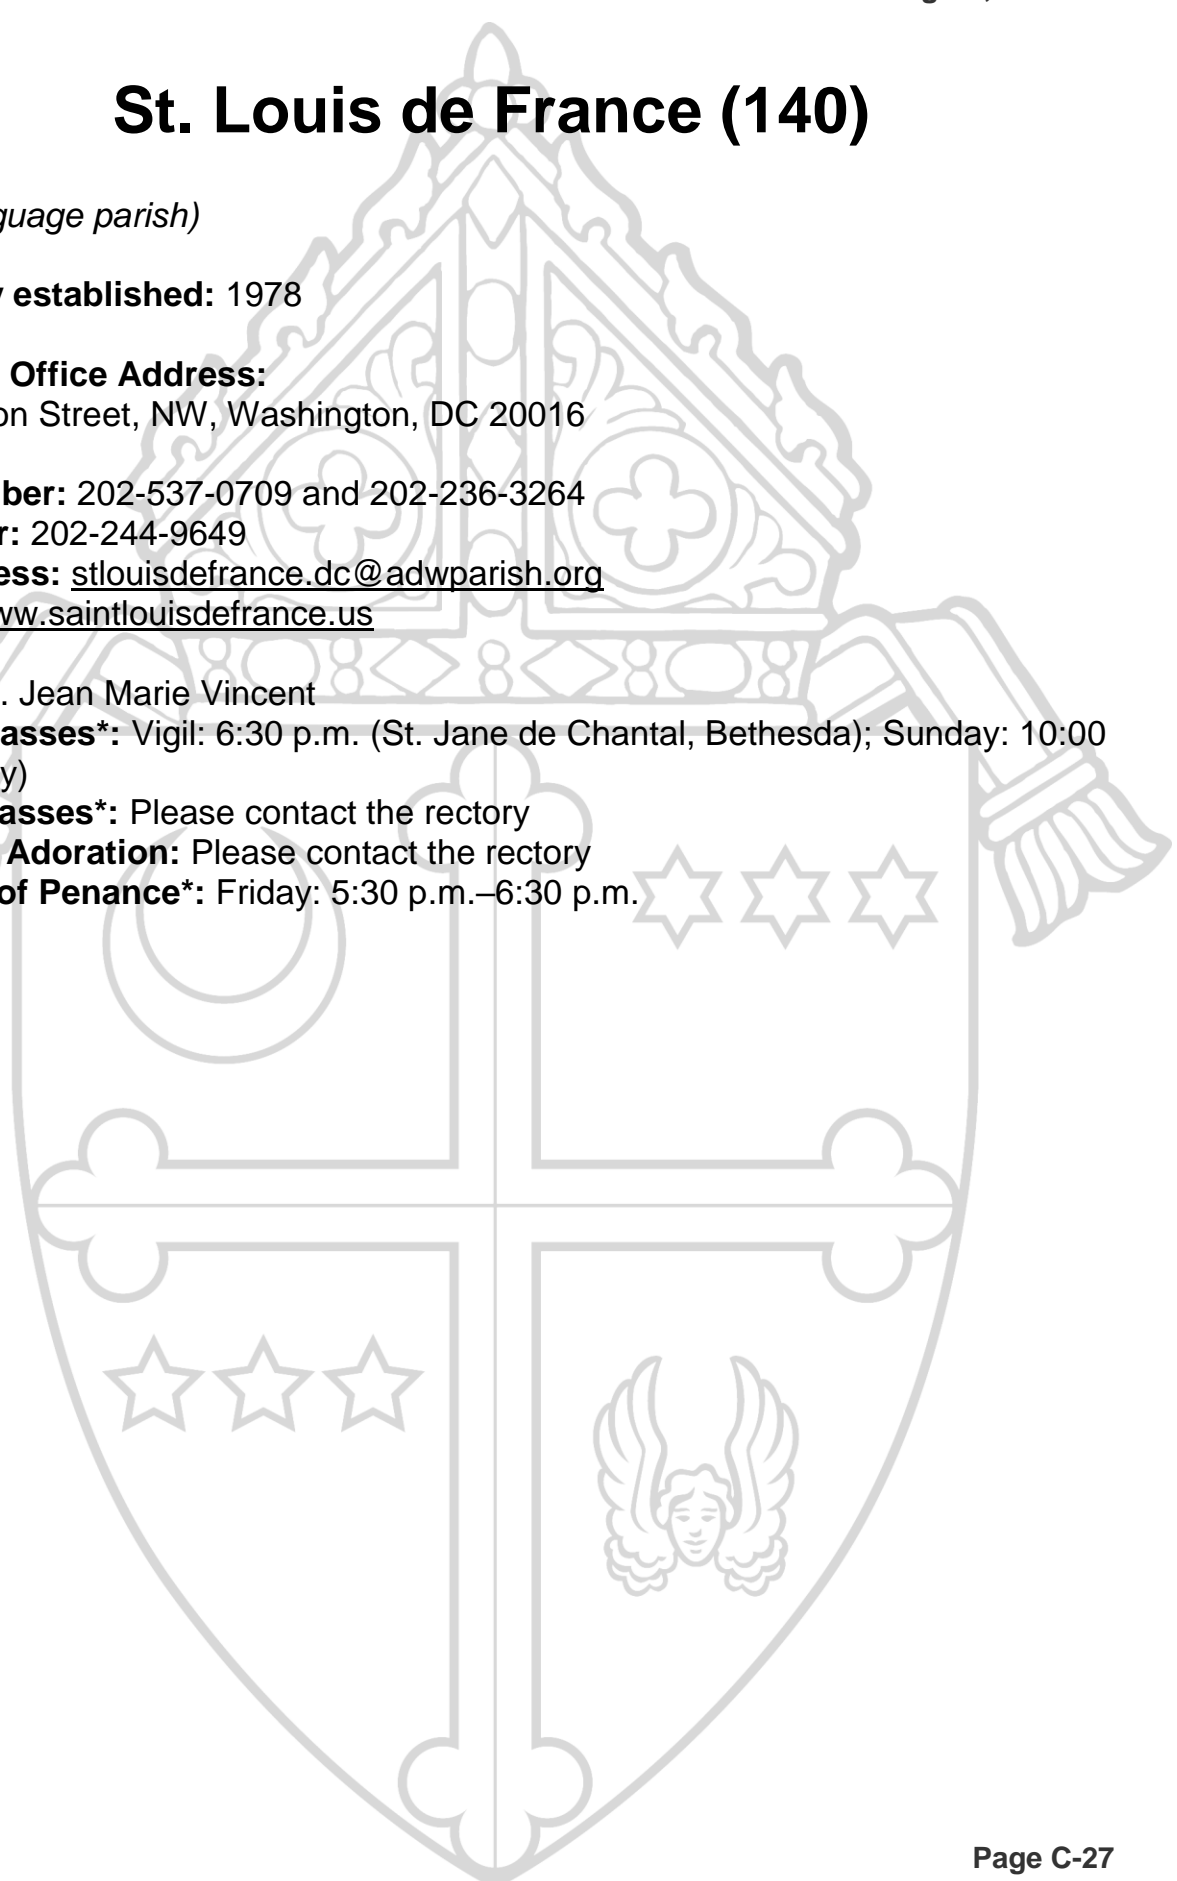 St. Louis de France (140)
guage parish)
y established: 1978
Office Address:
on Street, NW, Washington, DC 20016
ber: 202-537-0709 and 202-236-3264
r: 202-244-9649
ess: stlouisdefrance.dc@adwparish.org
ww.saintlouisdefrance.us
. Jean Marie Vincent
asses*: Vigil: 6:30 p.m. (St. Jane de Chantal, Bethesda); Sunday: 10:00
y)
asses*: Please contact the rectory
Adoration: Please contact the rectory
of Penance*: Friday: 5:30 p.m.–6:30 p.m.
Page C-27